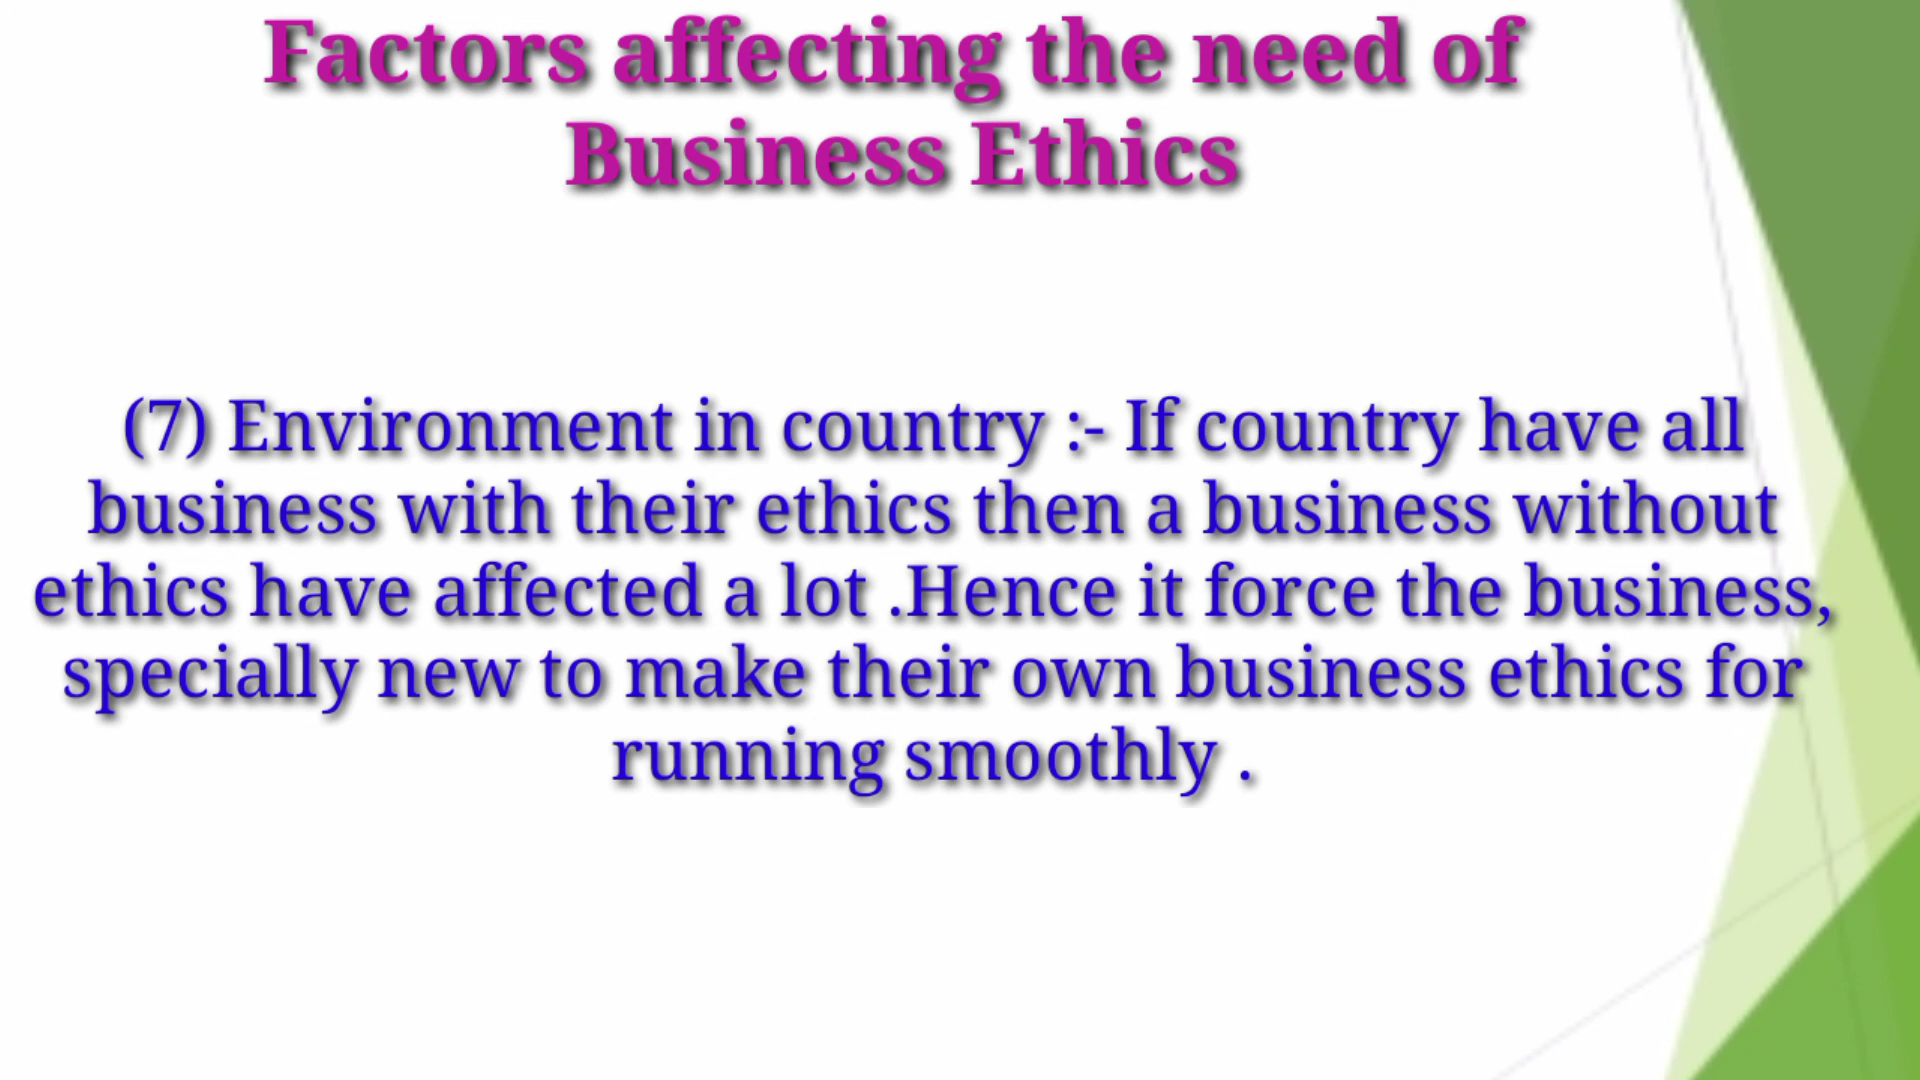 Factors affecting the need of
Business Ethics
(7) Environment in country :- If country have all
business with their ethics then a business without
ethics have affected a lot .Hence it force the business,
specially new to make their own business ethics for
running smoothly .